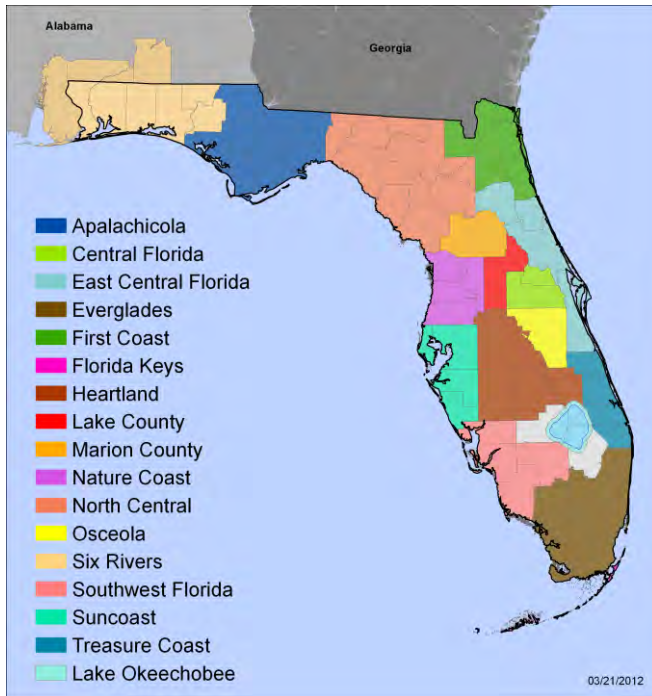 Alabama
Georgia
Apalachicola
Central Florida
East Central Florida
Everglades
First Coast
Florida Keys
Heartland
Lake County
Marion County
Nature Coast
North Central
Osceola
Six Rivers
Southwest Florida
Suncoast
Treasure Coast
Lake Okeechobee
03/21/2012